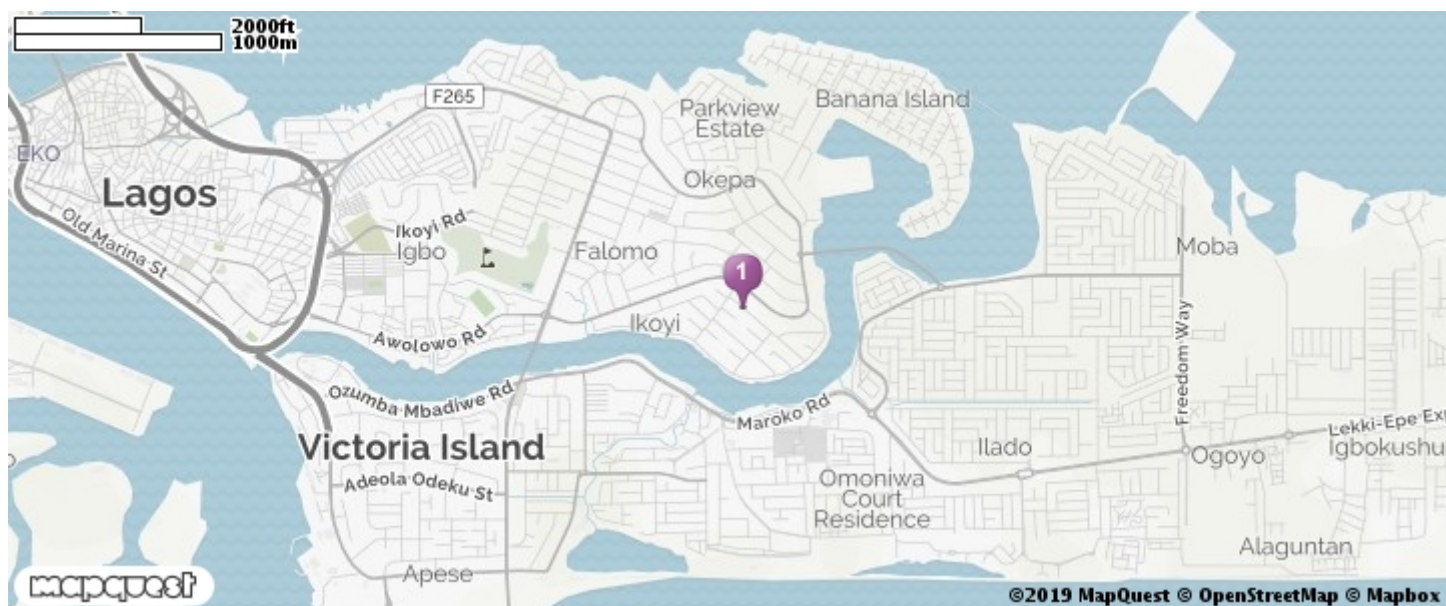 2000ft
1000m
F265
Parkview
Estate
Banana Island
EKO
Lagos
Okepa
Old Marina St
Ikoyi Rd
Igbo
Falomo
Moba
1
Ikoyi
Awolowo Rd
Freedom Way
Ozumba Mbadiwe Rd
Maroko Rd
Victoria Island
Ilado
Lekki-Epe Ex
Igbokushu
Ogoyo
Adeola Odeku St
Omoniwa
Court
Residence
Apese
Alaguntan
mapquest
©2019 MapQuest © OpenStreetMap © Mapbox